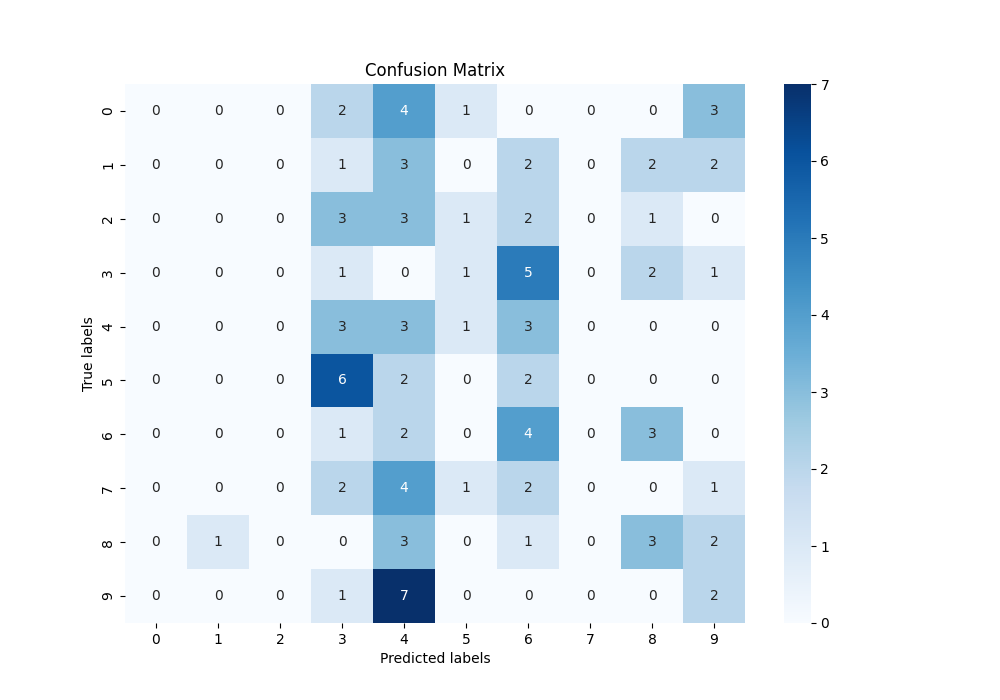 Confusion Matrix
True labels
0 0 0 0 2 4 1 0 0 0 3
1 0 0 0 1 3 0 2 0 2 2
2 0 0 0 3 3 1 2 0 1 0
3 0 0 0 1 0 1 5 0 2 1
4 0 0 0 3 3 1 3 0 0 0
5 0 0 0 6 2 0 2 0 0 0
6 0 0 0 1 2 0 4 0 3 0
7 0 0 0 2 4 1 2 0 0 1
8 0 1 0 0 3 0 1 0 3 2
9 0 0 0 1 7 0 0 0 0 2
0 1 2 3 4 5 6 7 8 9
Predicted labels
7
6
5
4
3
2
1
0